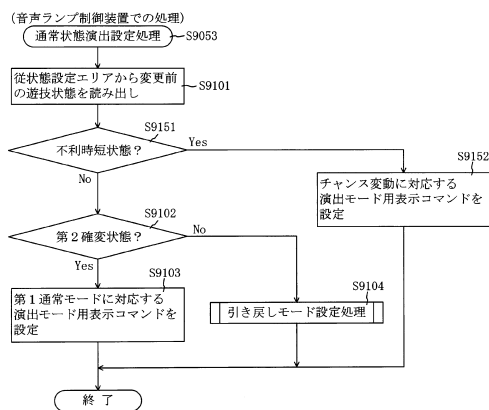 (音声ランプ制御装置での処理)
通常状態演出設定処理
S9053
従状態設定エリアから変更前
の遊技状態を読み出し
S9101
S9151
不利時短状態?
Yes
No
S9152
チャンス変動に対応する
演出モード用表示コマンドを
設定
S9102
第2確変状態?
No
Yes
S9103
第1通常モードに対応する
演出モード用表示コマンドを
設定
S9104
引き戻しモード設定処理
終 了